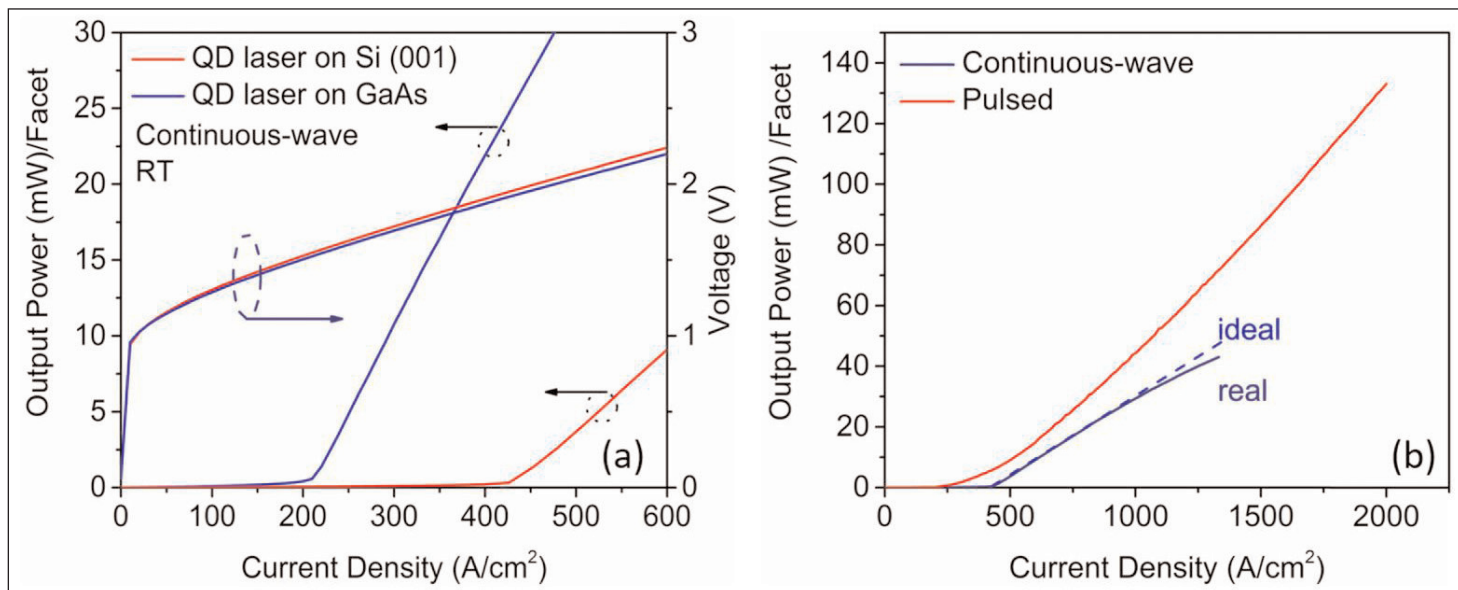 30
25
20
15
10
5
0
Output Power (mW)/Facet
QD laser on Si (001)
QD laser on GaAs
Continuous-wave
RT
(a)
3
2
1
0
Voltage (V)
0 100 200 300 400 500 600
Current Density (A/cm²)
140
120
100
80
60
40
20
0
Output Power (mW) /Facet
Continuous-wave
Pulsed
ideal
real
(b)
0 500 1000 1500 2000
Current Density (A/cm²)